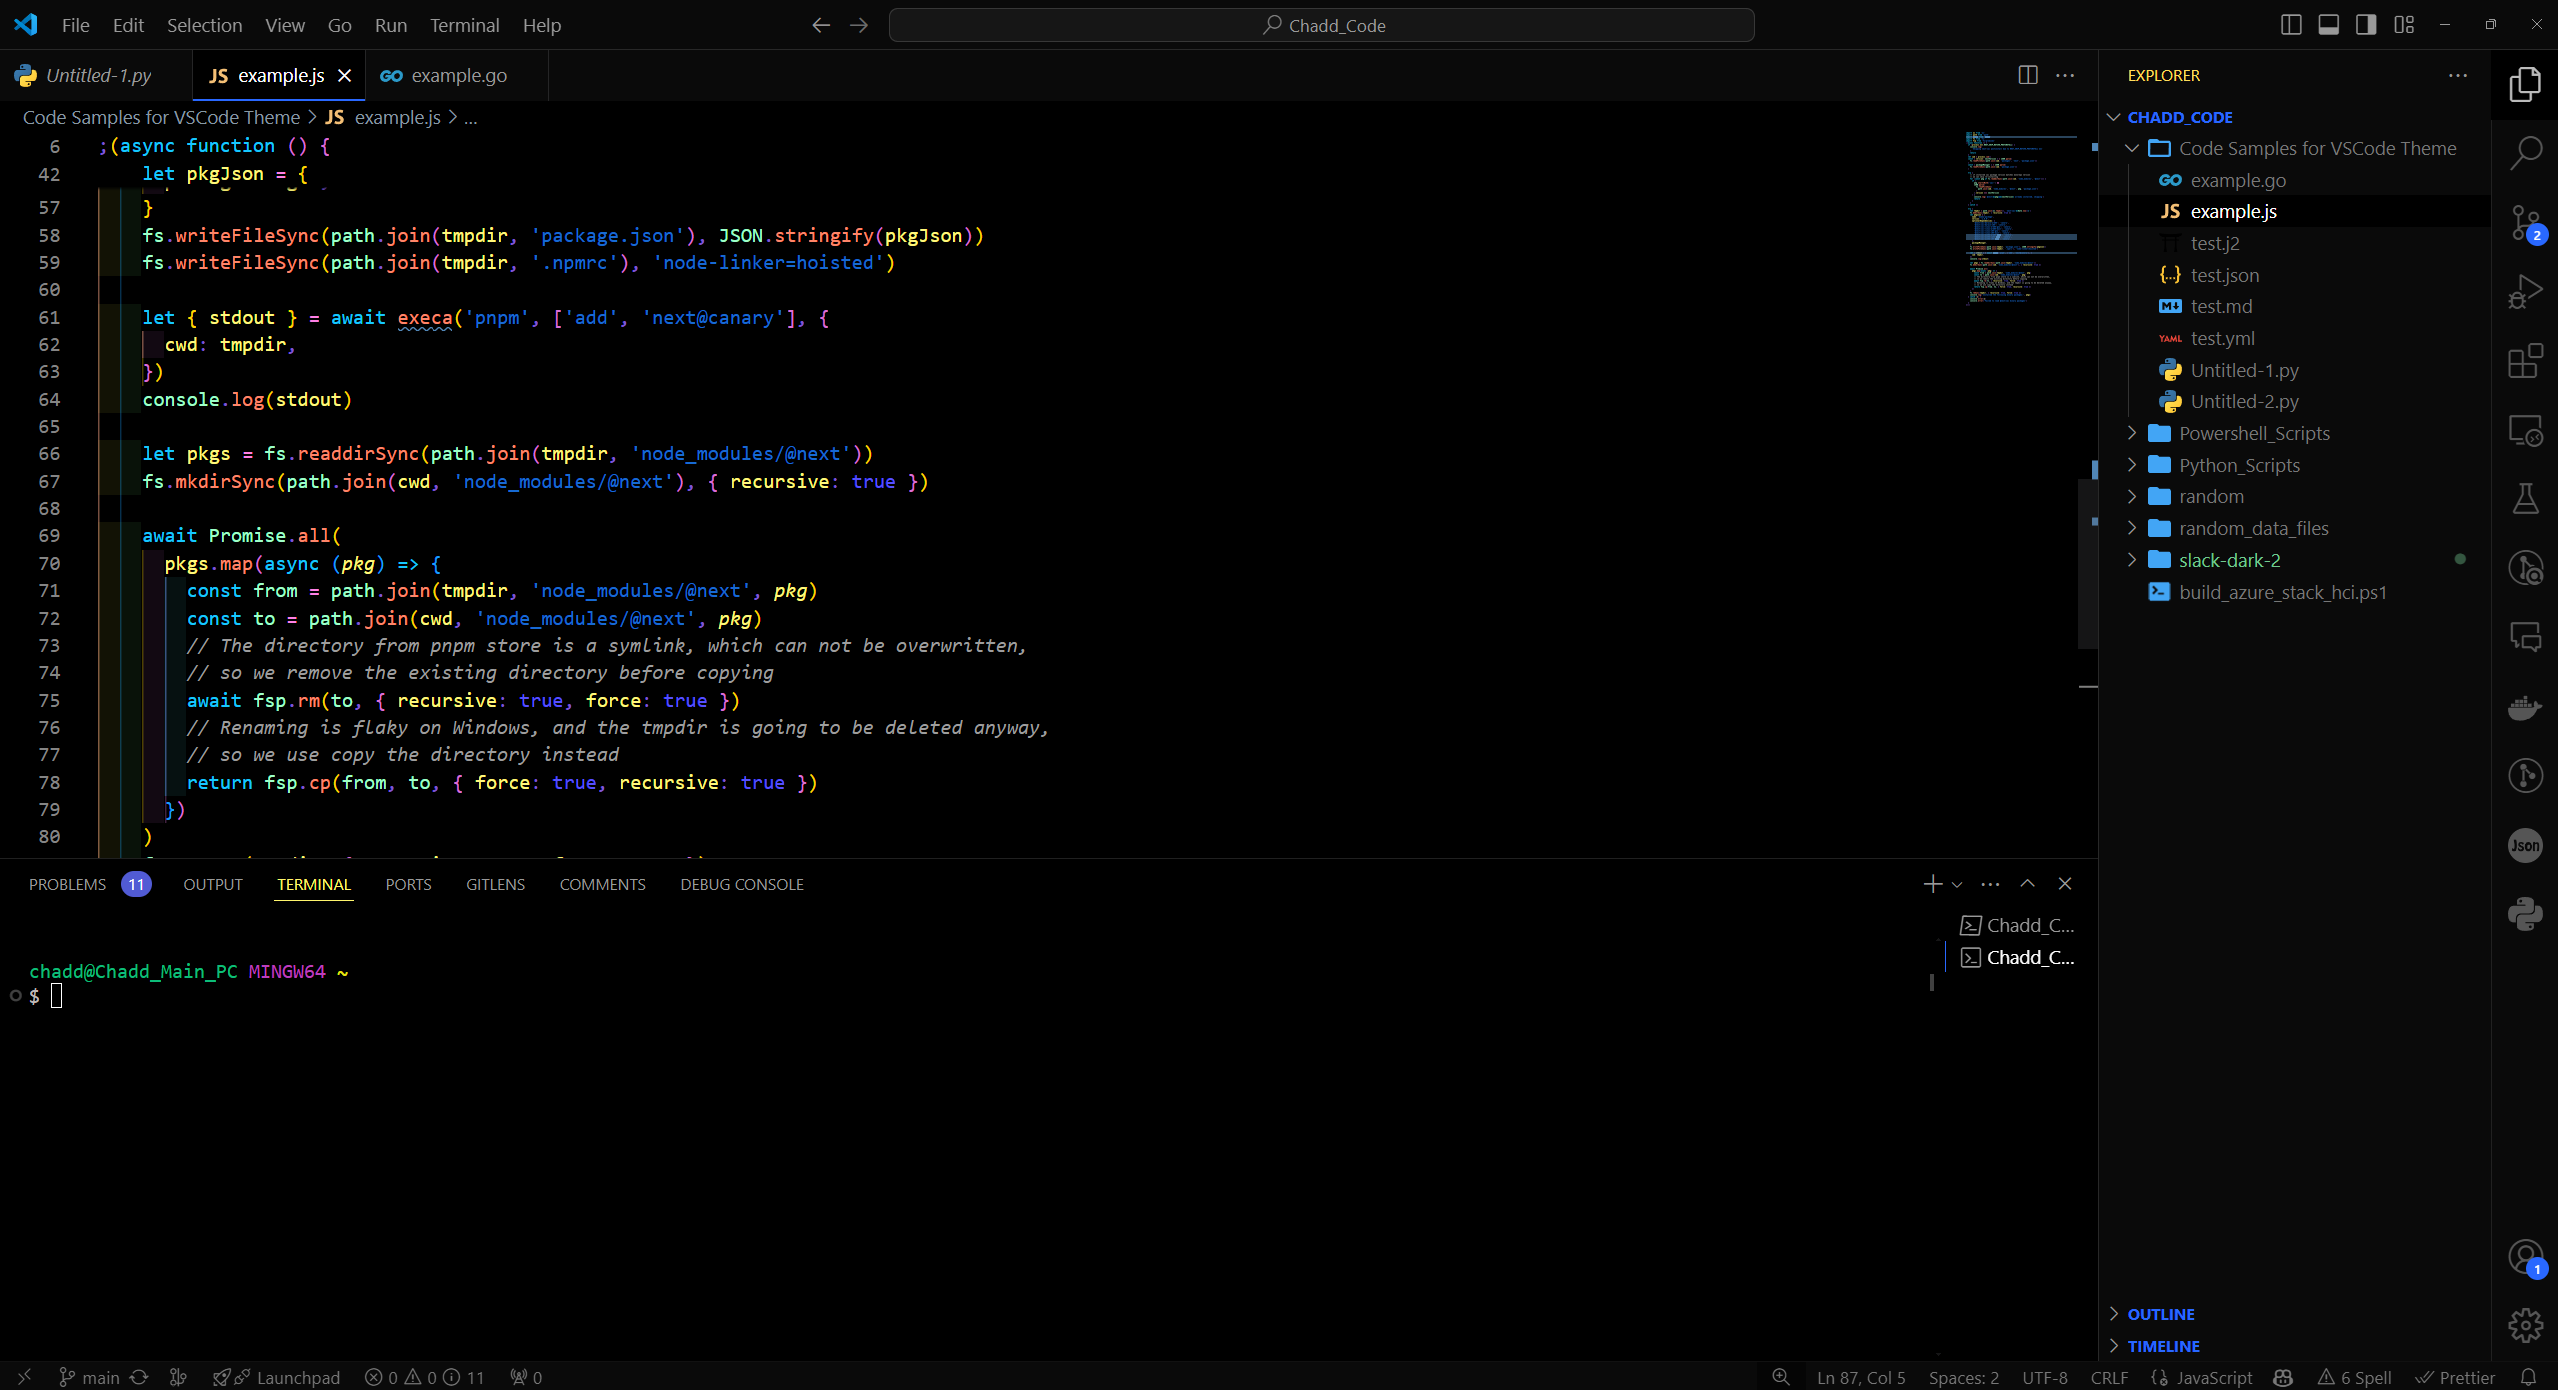 File Edit Selection View Go Run Terminal Help
Chadd_Code
Untitled-1.py JS example.js GO example.go
Code Samples for VSCode Theme > JS example.js > ...
6 ;(async function () {
42 let pkgJson = {
57 }
58 fs.writeFileSync(path.join(tmpdir, 'package.json'), JSON.stringify(pkgJson))
59 fs.writeFileSync(path.join(tmpdir, '.npmrc'), 'node-linker=hoisted')
60
61 let { stdout } = await execa('pnpm', ['add', 'next@canary'], {
62 cwd: tmpdir,
63 })
64 console.log(stdout)
65
66 let pkgs = fs.readdirSync(path.join(tmpdir, 'node_modules/@next'))
67 fs.mkdirSync(path.join(cwd, 'node_modules/@next'), { recursive: true })
68
69 await Promise.all(
70 pkgs.map(async (pkg) => {
71 const from = path.join(tmpdir, 'node_modules/@next', pkg)
72 const to = path.join(cwd, 'node_modules/@next', pkg)
73 // The directory from pnpm store is a symlink, which can not be overwritten,
74 // so we remove the existing directory before copying
75 await fsp.rm(to, { recursive: true, force: true })
76 // Renaming is flaky on Windows, and the tmpdir is going to be deleted anyway,
77 // so we use copy the directory instead
78 return fsp.cp(from, to, { force: true, recursive: true })
79 })
80 )
PROBLEMS 11 OUTPUT TERMINAL PORTS GITLENS COMMENTS DEBUG CONSOLE
Chadd_C...
Chadd_C...
chadd@Chadd_Main_PC MINGW64 ~
$
EXPLORER
CHADD_CODE
Code Samples for VSCode Theme
GO example.go
JS example.js
test.j2
{..} test.json
M test.md
YAML test.yml
Untitled-1.py
Untitled-2.py
Powershell_Scripts
Python_Scripts
random
random_data_files
slack-dark-2
build_azure_stack_hci.ps1
OUTLINE
TIMELINE
2
Json
1
main Launchpad 0 0 11 0
Ln 87, Col 5 Spaces: 2 UTF-8 CRLF JavaScript 6 Spell Prettier